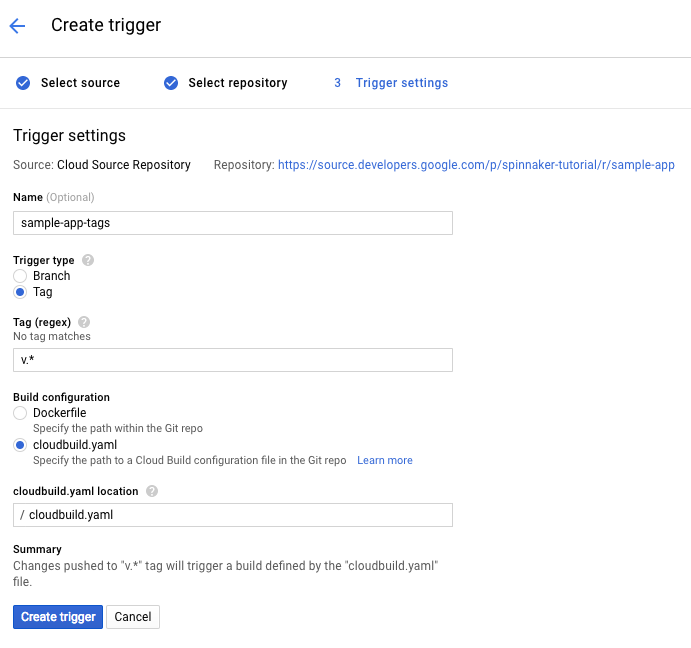 Create trigger
Select source Select repository 3 Trigger settings
Trigger settings
Source: Cloud Source Repository Repository: https://source.developers.google.com/p/spinnaker-tutorial/r/sample-app
Name (Optional)
sample-app-tags
Trigger type ?
Branch
Tag
Tag (regex) ?
No tag matches
v.*
Build configuration
Dockerfile
Specify the path within the Git repo
cloudbuild.yaml
Specify the path to a Cloud Build configuration file in the Git repo Learn more
cloudbuild.yaml location ?
/ cloudbuild.yaml
Summary
Changes pushed to "v.*" tag will trigger a build defined by the "cloudbuild.yaml"
file.
Create trigger Cancel